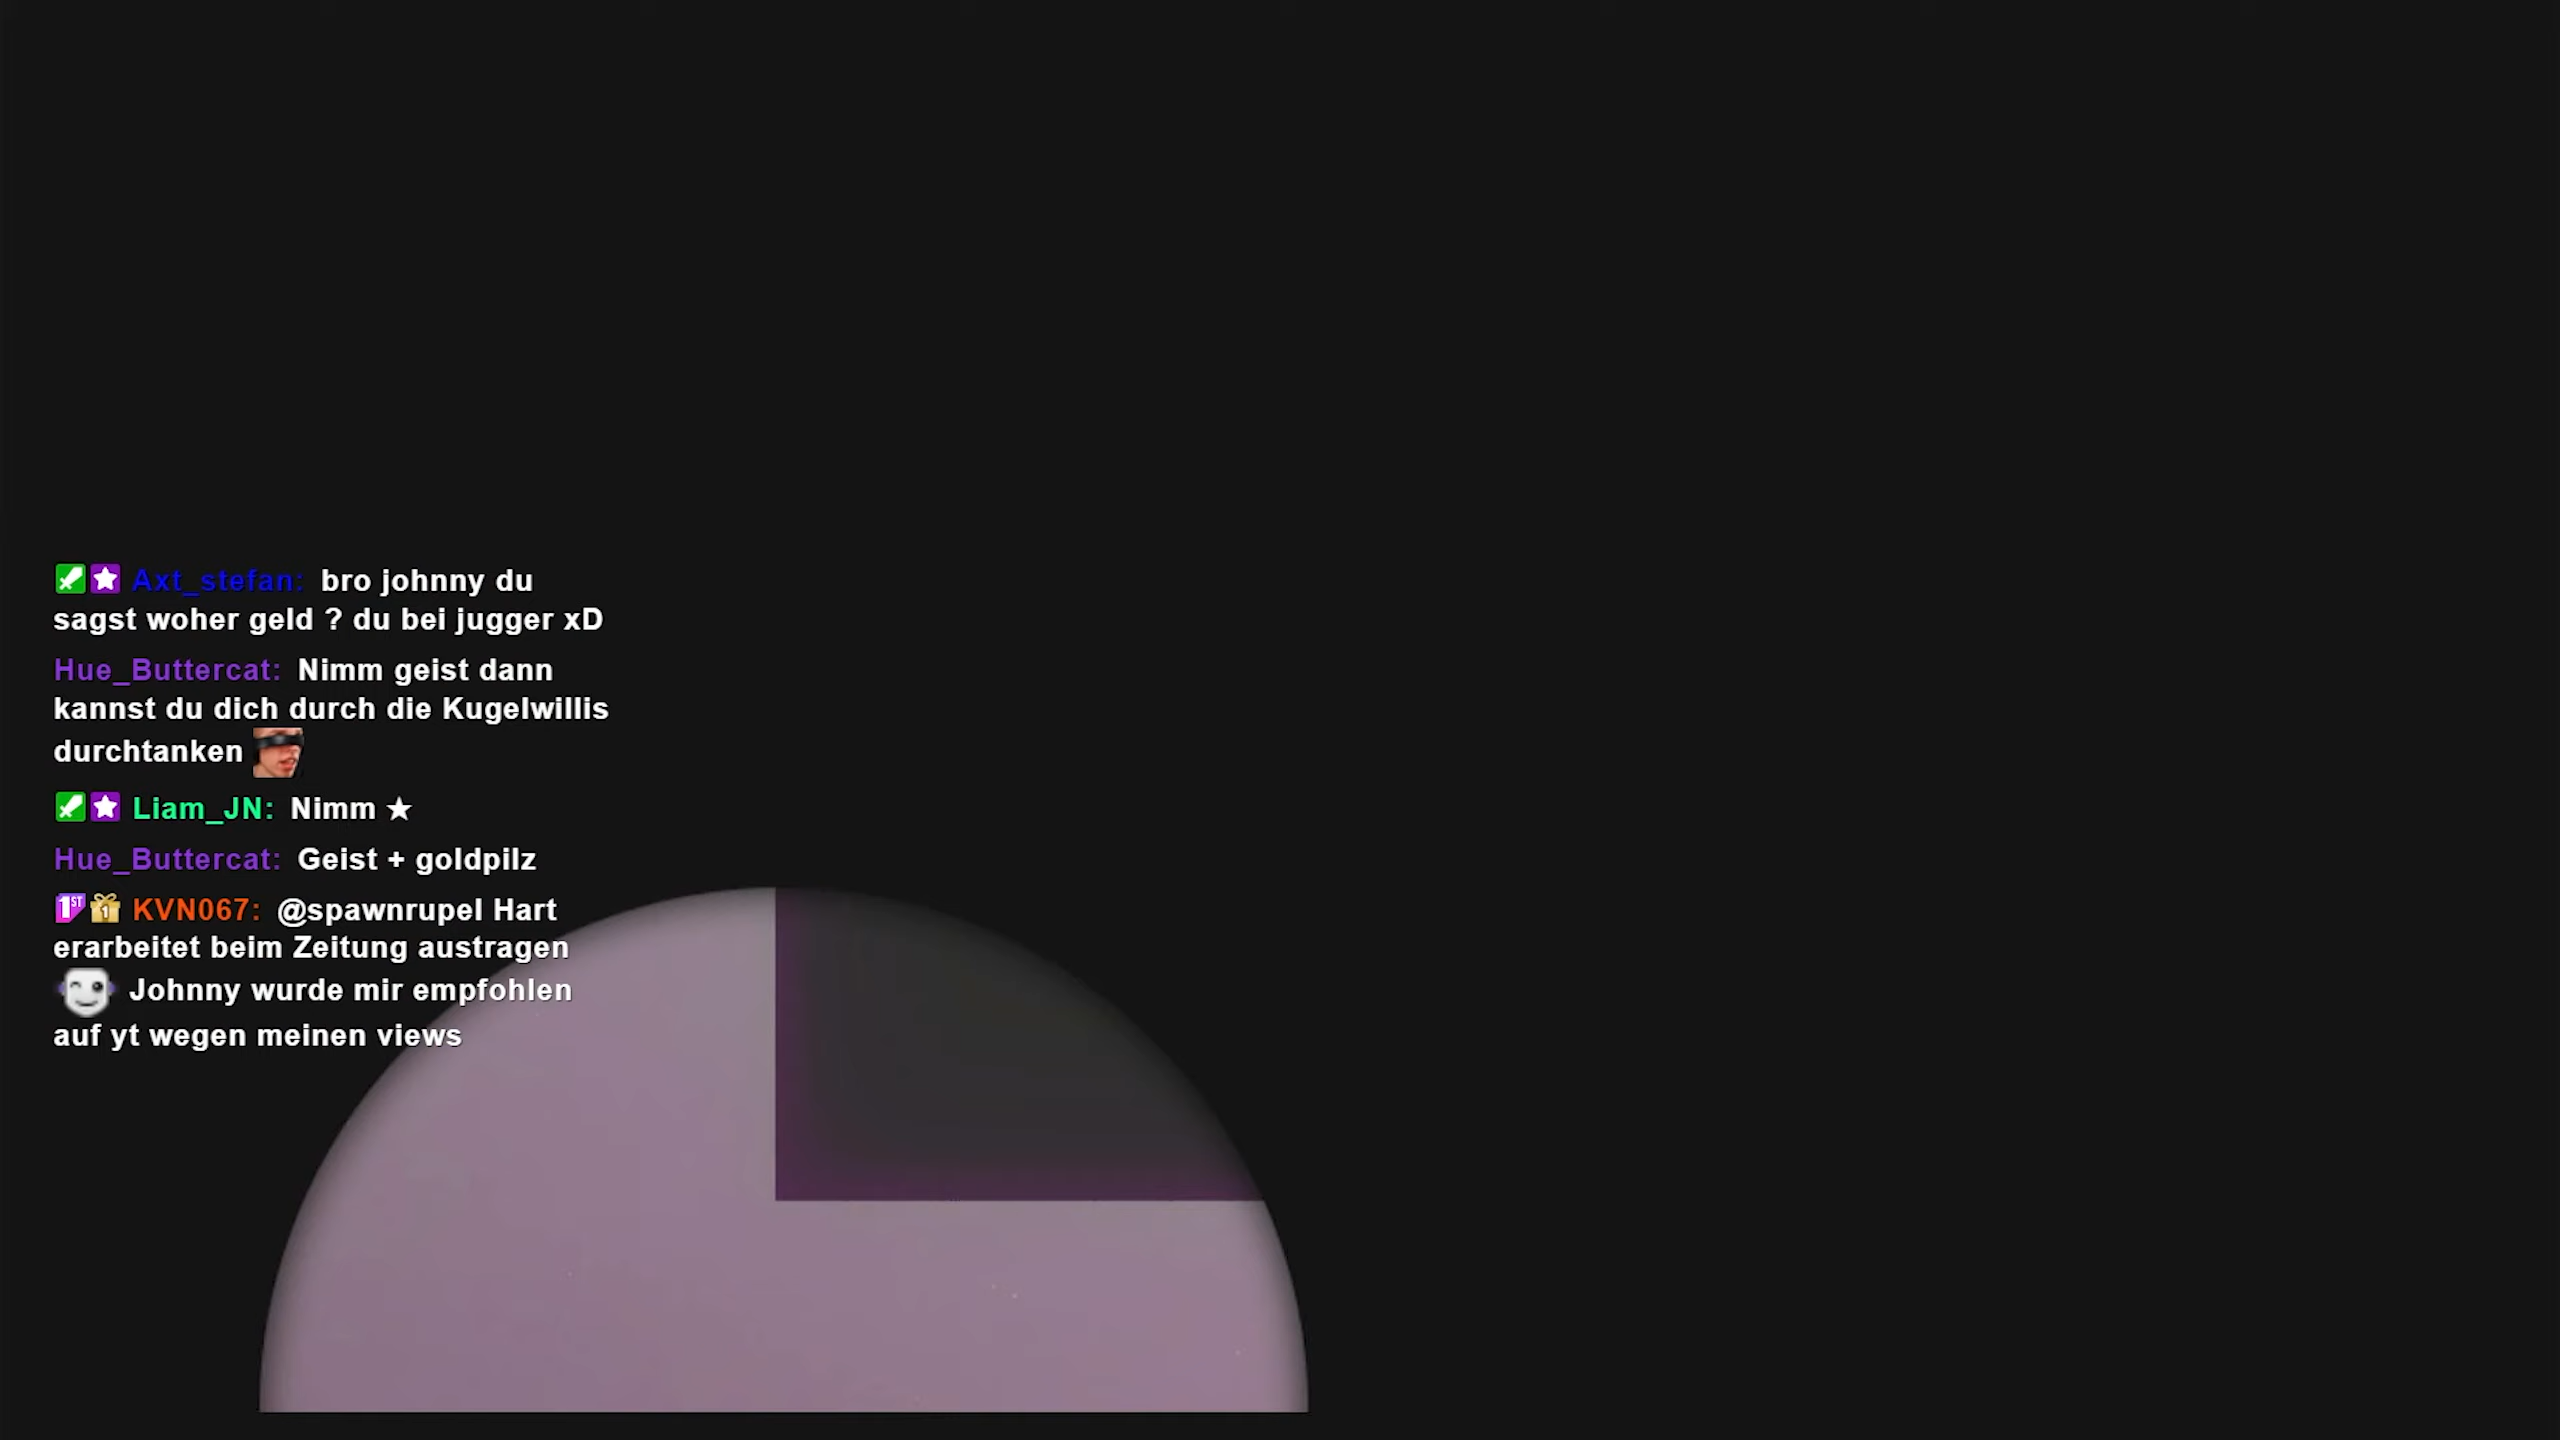 Axt_stefan: bro johnny du
sagst woher geld ? du bei jugger xD
Hue_Buttercat: Nimm geist dann
kannst du dich durch die Kugelwillis
durchtanken
Liam_JN: Nimm ★
Hue_Buttercat: Geist + goldpilz
1ST 1 KVN067: @spawnrupel Hart
erarbeitet beim Zeitung austragen
Johnny wurde mir empfohlen
auf yt wegen meinen views